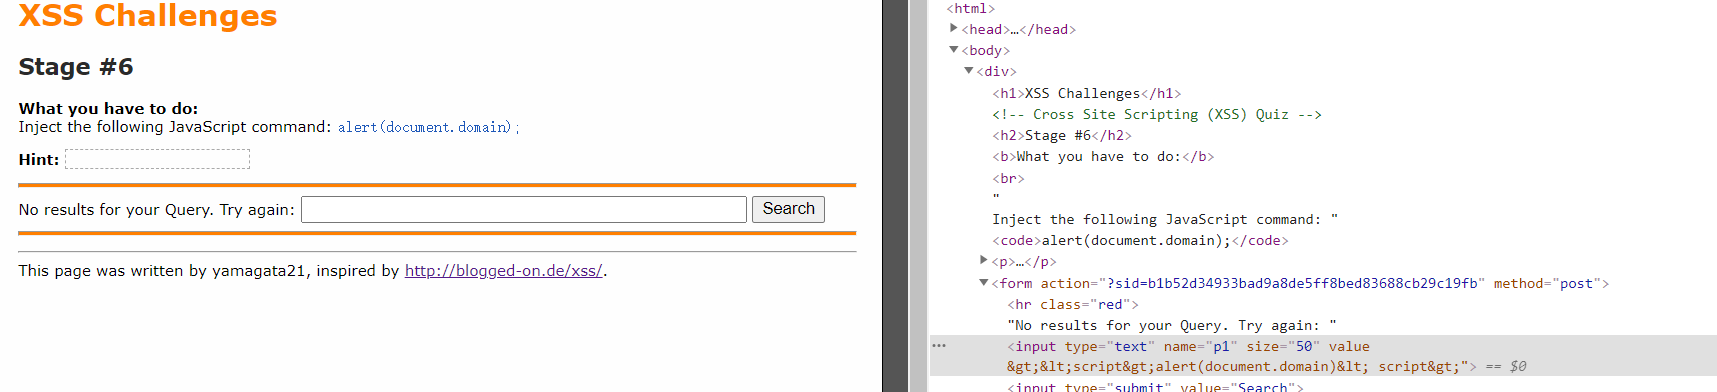 XSS Challenges
Stage #6
What you have to do:
Inject the following JavaScript command: alert(document.domain);
Hint:
No results for your Query. Try again: Search
This page was written by yamagata21, inspired by http://blogged-on.de/xss/.
<html>
<head>…</head>
<body>
<div>
<h1>XSS Challenges</h1>
<!-- Cross Site Scripting (XSS) Quiz -->
<h2>Stage #6</h2>
<b>What you have to do:</b>
<br>
"
Inject the following JavaScript command: "
<code>alert(document.domain);</code>
<p>…</p>
<form action="?sid=b1b52d34933bad9a8de5ff8bed83688cb29c19fb" method="post">
<hr class="red">
"No results for your Query. Try again: "
<input type="text" name="p1" size="50" value
&gt;&lt;script&gt;alert(document.domain)&lt; script&gt;"> == $0
<input type="submit" value="Search">